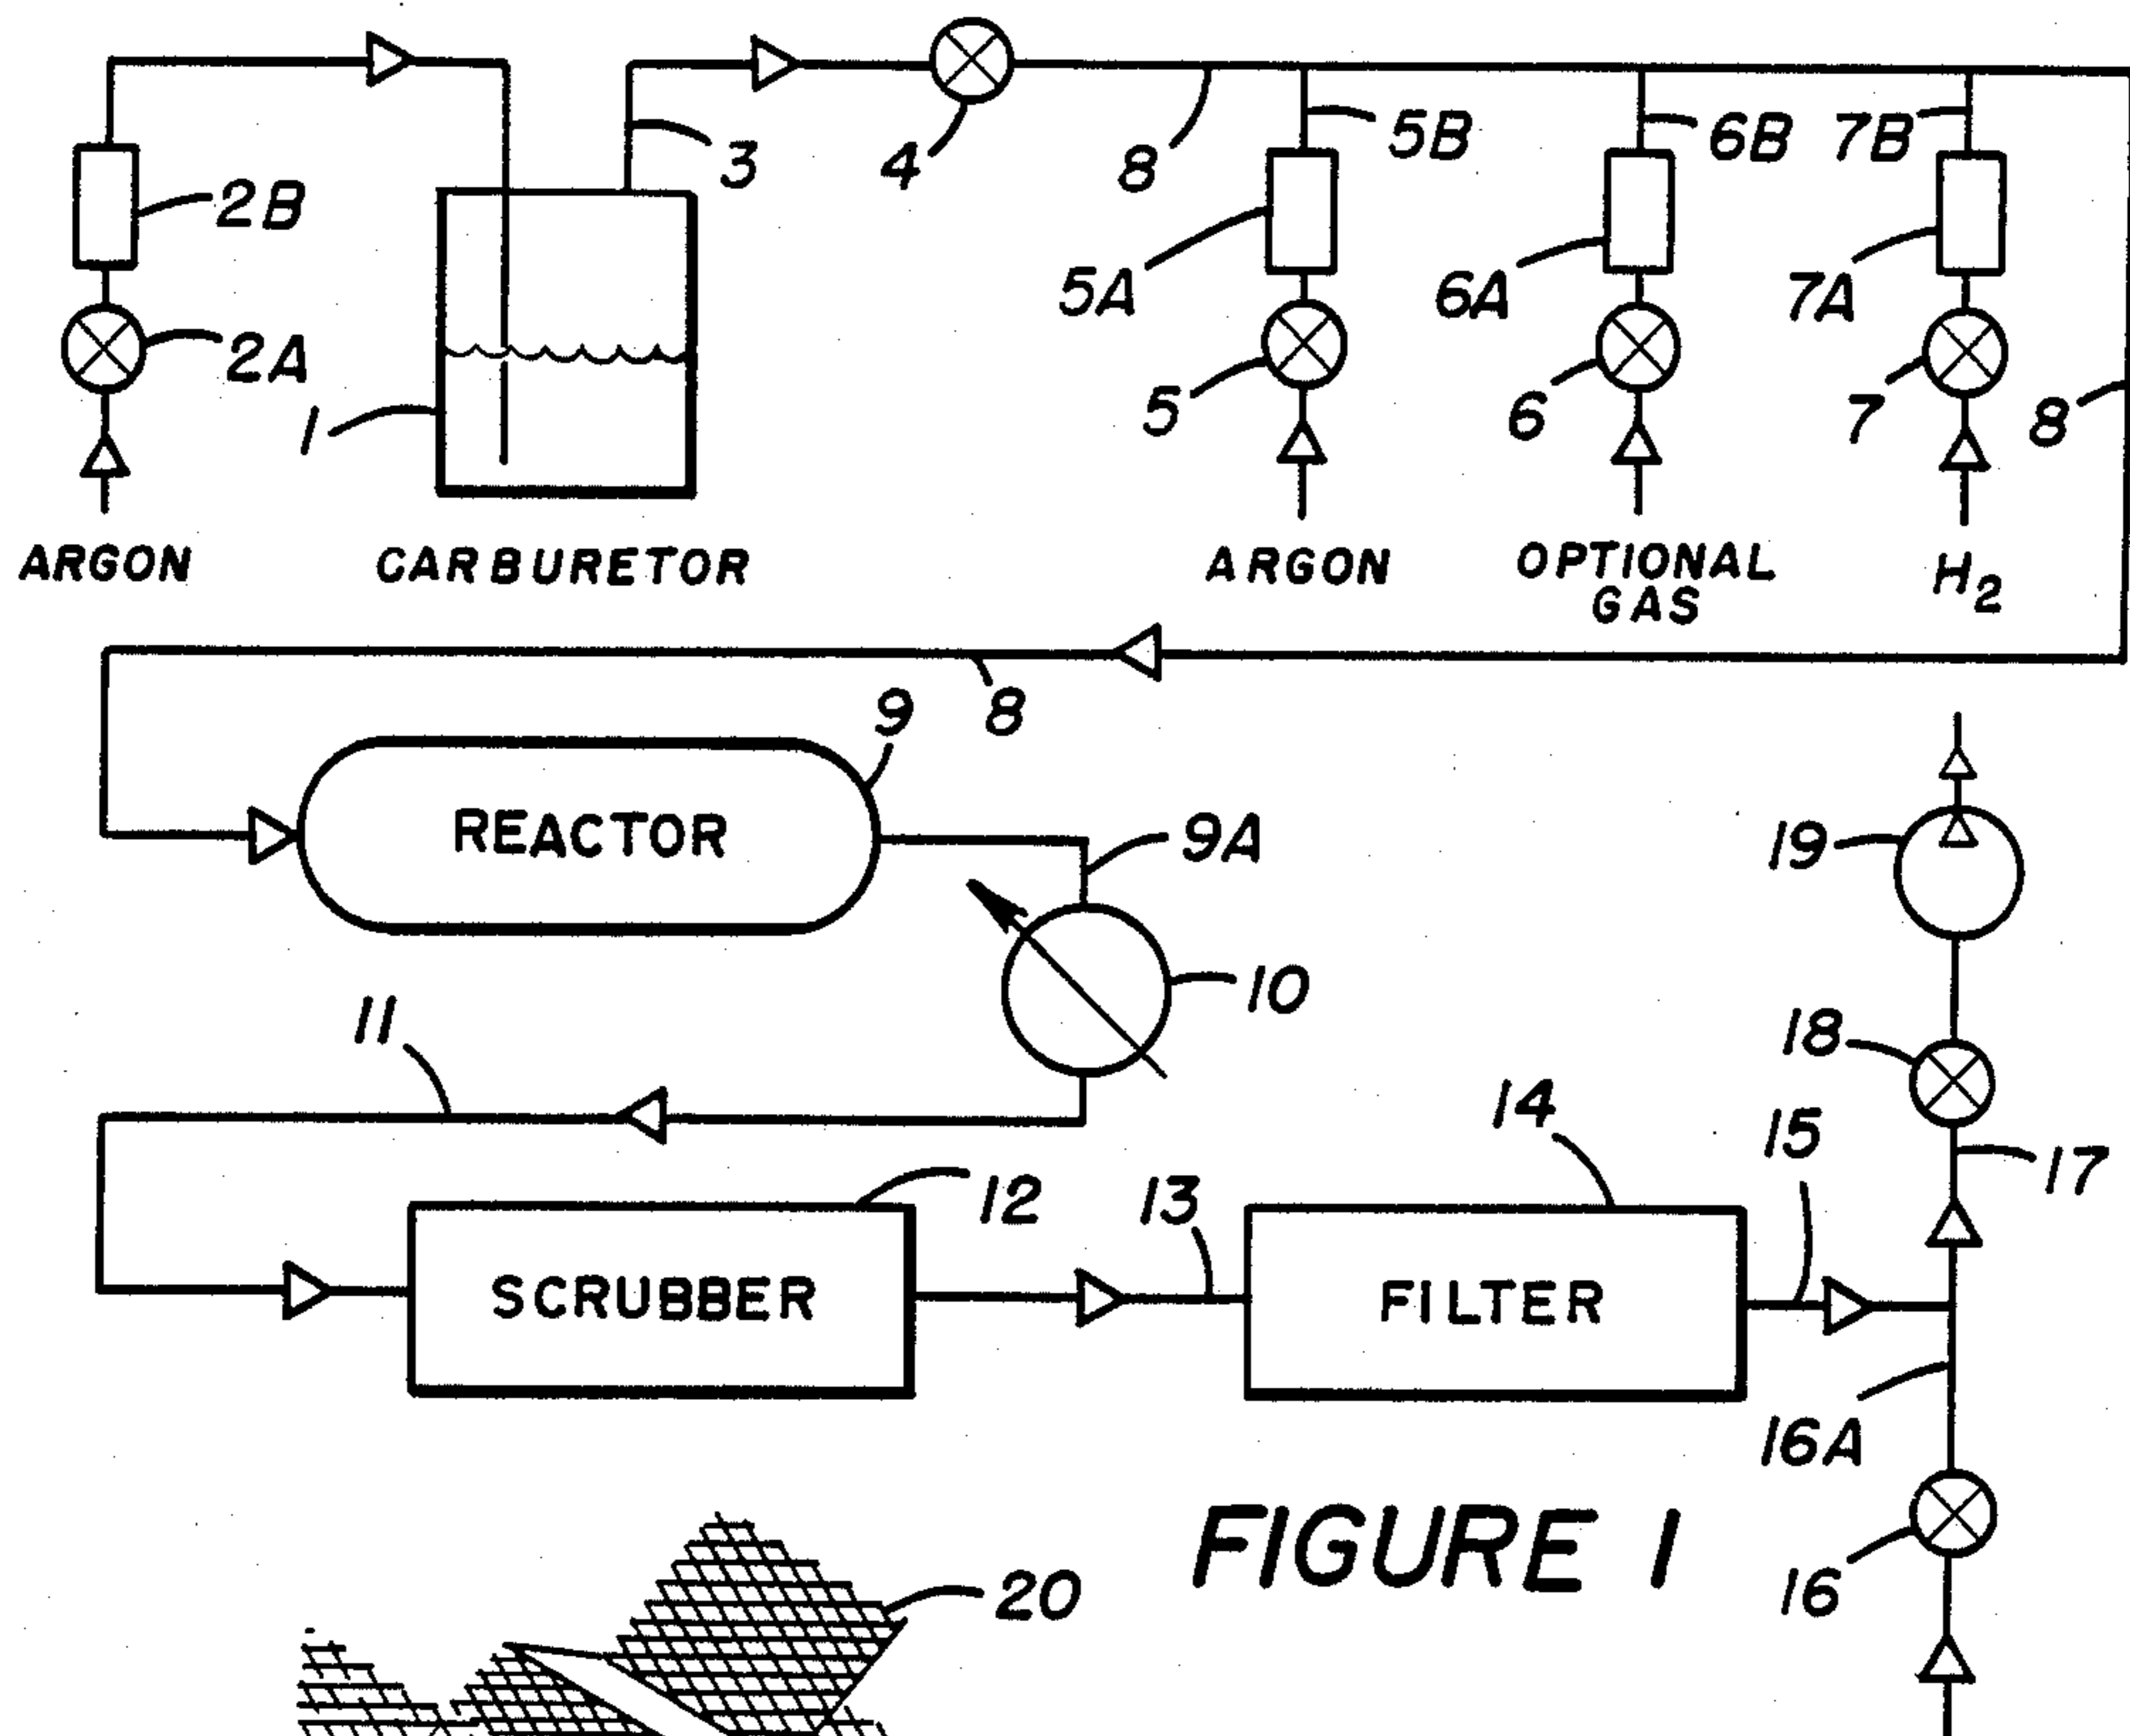 3
4
8
5B
6B
7B
2B
2A
1
5A
6A
7A
5
6
7
8
ARGON
CARBURETOR
ARGON
OPTIONAL
GAS
H2
8
9
REACTOR
9A
19
10
11
18
14
15
17
12
13
SCRUBBER
FILTER
16A
FIGURE 1
16
20